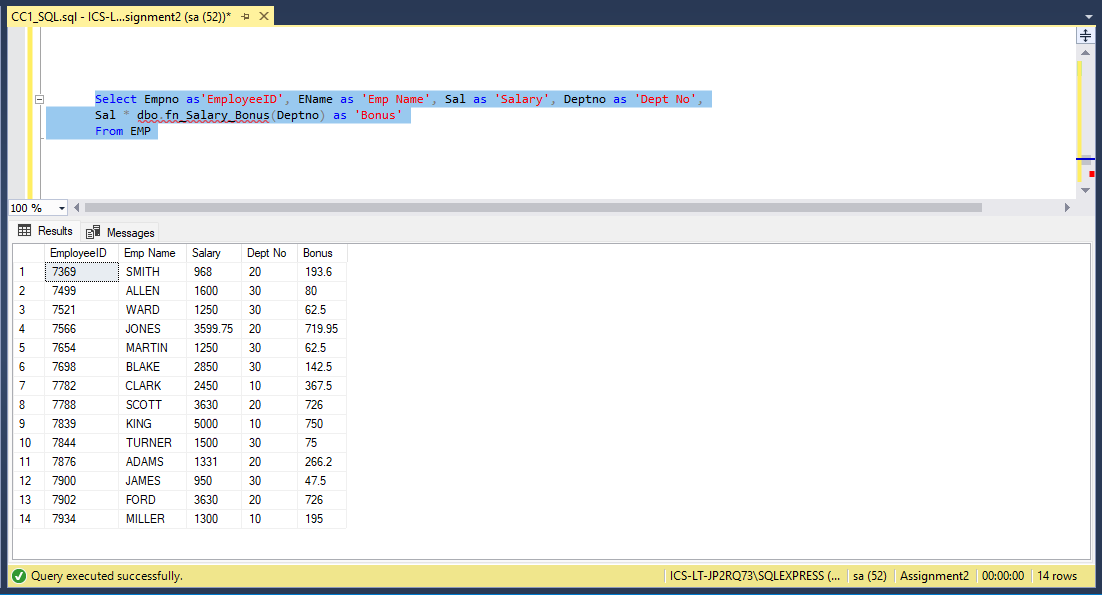 CC1_SQL.sql - ICS-L...signment2 (sa (52))*
Select Empno as'EmployeeID', EName as 'Emp Name', Sal as 'Salary', Deptno as 'Dept No',
Sal * dbo.fn_Salary_Bonus(Deptno) as 'Bonus'
From EMP
100 %
Results Messages
EmployeeID Emp Name Salary Dept No Bonus
1 7369 SMITH 968 20 193.6
2 7499 ALLEN 1600 30 80
3 7521 WARD 1250 30 62.5
4 7566 JONES 3599.75 20 719.95
5 7654 MARTIN 1250 30 62.5
6 7698 BLAKE 2850 30 142.5
7 7782 CLARK 2450 10 367.5
8 7788 SCOTT 3630 20 726
9 7839 KING 5000 10 750
10 7844 TURNER 1500 30 75
11 7876 ADAMS 1331 20 266.2
12 7900 JAMES 950 30 47.5
13 7902 FORD 3630 20 726
14 7934 MILLER 1300 10 195
Query executed successfully. ICS-LT-JP2RQ73\SQLEXPRESS (... sa (52) Assignment2 00:00:00 14 rows